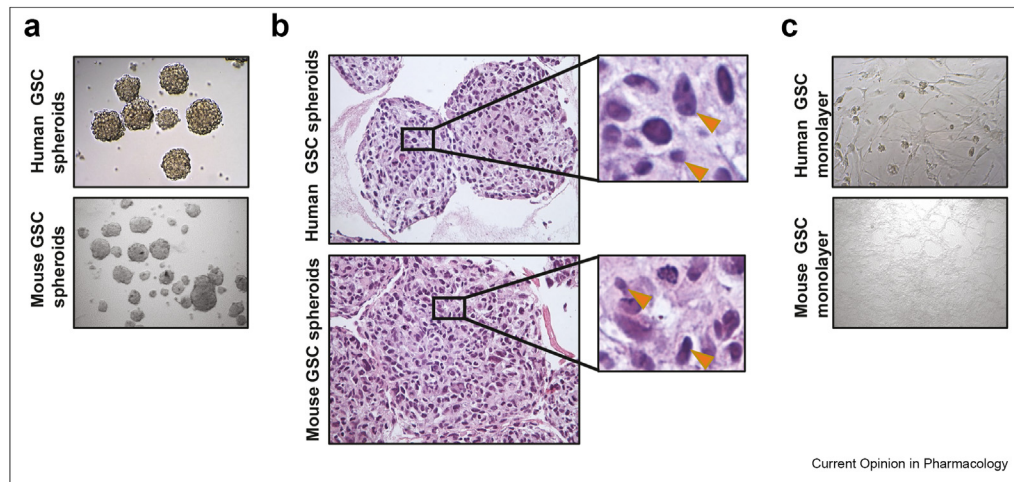 a
b
c
Human GSC
spheroids
Mouse GSC
spheroids
Human GSC spheroids
Mouse GSC spheroids
Human GSC
monolayer
Mouse GSC
monolayer
Current Opinion in Pharmacology